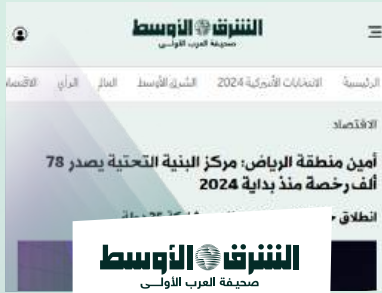 الشرق الأوسط
صحيفة العرب الأولى
الرئيسية الانتخابات الأميركية 2024 الشرق الأوسط العالم الرأي الاقتصاد
الاقتصاد
أمين منطقة الرياض: مركز البنية التحتية يصدر 78
ألف رخصة منذ بداية 2024
انطلاق
الشرق الأوسط
صحيفة العرب الأولى